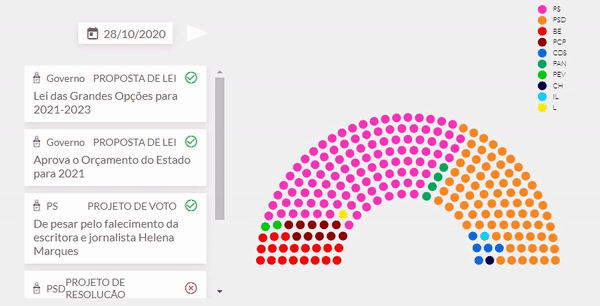 28/10/2020
Governo PROPOSTA DE LEI
Lei das Grandes Opções para
2021-2023
Governo PROPOSTA DE LEI
Aprova o Orçamento do Estado
para 2021
PS PROJETO DE VOTO
De pesar pelo falecimento da
escritora e jornalista Helena
Marques
PSD PROJETO DE
RESOLUÇÃO
PS
PSD
BE
PCP
CDS
PAN
PEV
CH
IL
L